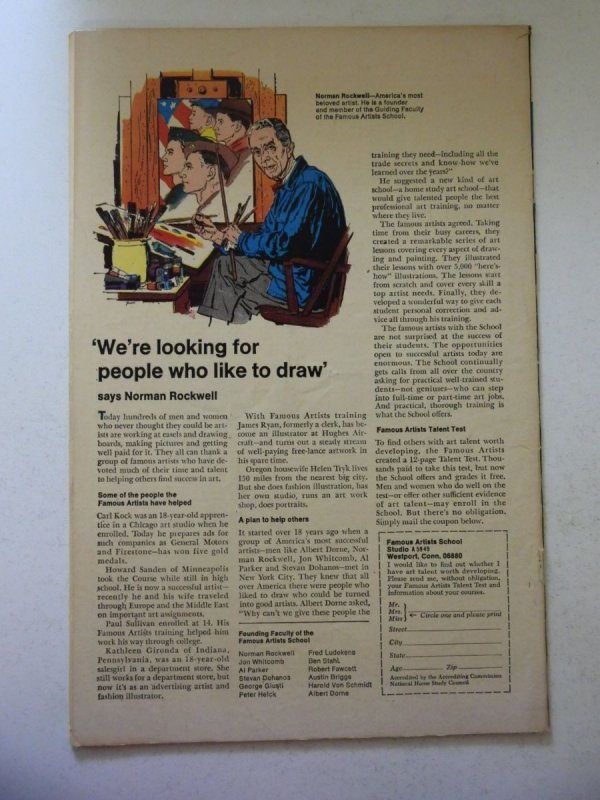 Norman Rockwell—America's most
beloved artist. He is a founder
and member of the Guiding Faculty
of the Famous Artists School.
'We're looking for
people who like to draw'
says Norman Rockwell
Today hundreds of men and women
who never thought they could be art-
ists are working at easels and drawing
boards, making pictures and getting
well paid for it. They all can thank a
group of famous artists who have de-
voted much of their time and talent
to helping others find success in art.
Some of the people the
Famous Artists have helped
Carl Kock was an 18-year-old appren-
tice in a Chicago art studio when he
enrolled. Today he prepares ads for
such companies as General Motors
and Firestone—has won five gold
medals.
Howard Sanden of Minneapolis
took the Course while still in high
school. He is now a successful artist—
recently he and his wife traveled
through Europe and the Middle East
on important art assignments.
Paul Sullivan enrolled at 14. His
Famous Artists training helped him
work his way through college.
Kathleen Gironda of Indiana,
Pennsylvania, was an 18-year-old
salesgirl in a department store. She
still works for a department store, but
now it's as an advertising artist and
fashion illustrator.
With Famous Artists training
James Ryan, formerly a clerk, has be-
come an illustrator at Hughes Air-
craft—and turns out a steady stream
of well-paying free-lance artwork in
his spare time.
Oregon housewife Helen Tryk lives
150 miles from the nearest big city.
But she does fashion illustration, has
her own studio, runs an art work
shop, does portraits.
A plan to help others
It started over 18 years ago when a
group of America's most successful
artists—men like Albert Dorne, Nor-
man Rockwell, Jon Whitcomb, Al
Parker and Stevan Dohanos—met in
New York City. They knew that all
over America there were people who
liked to draw who could be turned
into good artists. Albert Dorne asked,
"Why can't we give these people the
Founding Faculty of the
Famous Artists School
Norman Rockwell
Jon Whitcomb
Al Parker
Stevan Dohanos
George Giusti
Peter Helck
Fred Ludekens
Ben Stahl
Robert Fawcett
Austin Briggs
Harold Von Schmidt
Albert Dorne
training they need—including all the
trade secrets and know-how we've
learned over the years?"
He suggested a new kind of art
school—a home study art school—that
would give talented people the best
professional art training, no matter
where they live.
The famous artists agreed. Taking
time from their busy careers, they
created a remarkable series of art
lessons covering every aspect of draw-
ing and painting. They illustrated
their lessons with over 5,000 "here's-
how" illustrations. The lessons start
from scratch and cover every skill a
top artist needs. Finally, they de-
veloped a wonderful way to give each
student personal correction and ad-
vice all through his training.
The famous artists with the School
are not surprised at the success of
their students. The opportunities
open to successful artists today are
enormous. The School continually
gets calls from all over the country
asking for practical well-trained stu-
dents—not geniuses—who can step
into full-time or part-time art jobs.
And practical, thorough training is
what the School offers.
Famous Artists Talent Test
To find others with art talent worth
developing, the Famous Artists
created a 12-page Talent Test. Thou-
sands paid to take this test, but now
the School offers and grades it free.
Men and women who do well on the
test—or offer other sufficient evidence
of art talent—may enroll in the
School. But there's no obligation.
Simply mail the coupon below.
Famous Artists School
Studio A 5845
Westport, Conn. 06880
I would like to find out whether I
have art talent worth developing.
Please send me, without obligation,
your Famous Artists Talent Test and
information about your courses.
Mr.
Mrs. ← Circle one and please print
Miss
Street
City
State
Age Zip
Accredited by the Accrediting Commission
National Home Study Council